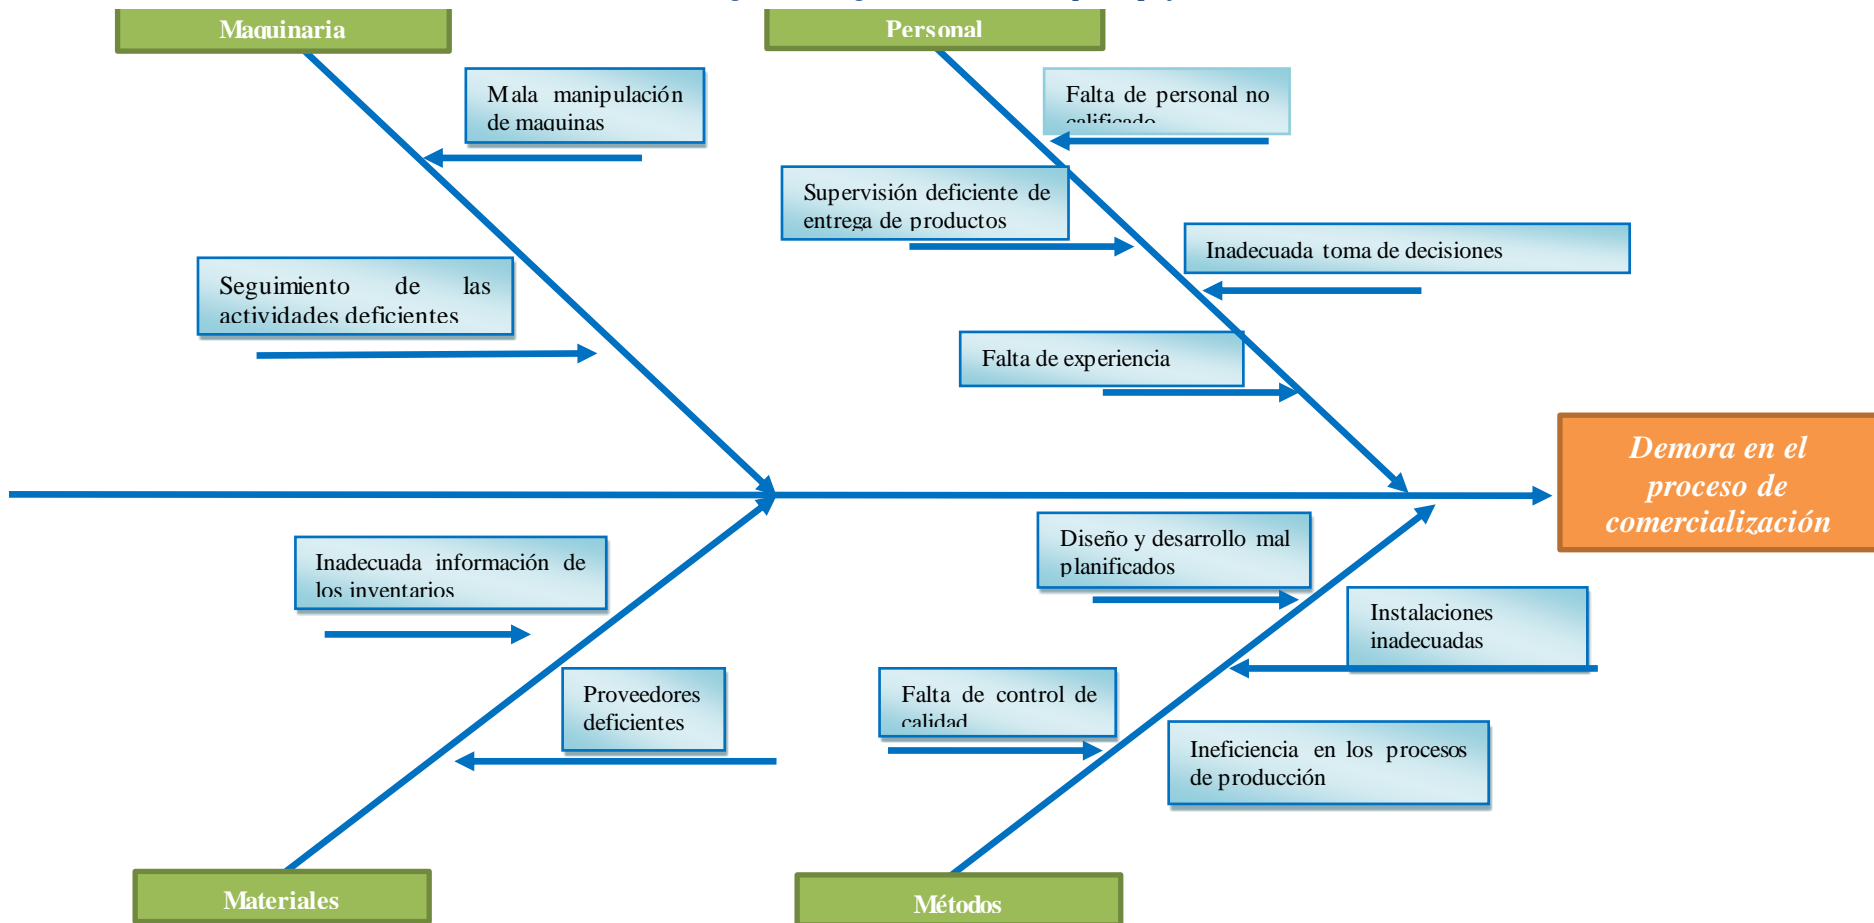 Maquinaria
Personal
Mala manipulación
de maquinas
Falta de personal no
calificado
Supervisión deficiente de
entrega de productos
Inadecuada toma de decisiones
Seguimiento de las
actividades deficientes
Falta de experiencia
Demora en el
proceso de
comercialización
Inadecuada información de
los inventarios
Diseño y desarrollo mal
planificados
Instalaciones
inadecuadas
Proveedores
deficientes
Falta de control de
calidad
Ineficiencia en los procesos
de producción
Materiales
Métodos